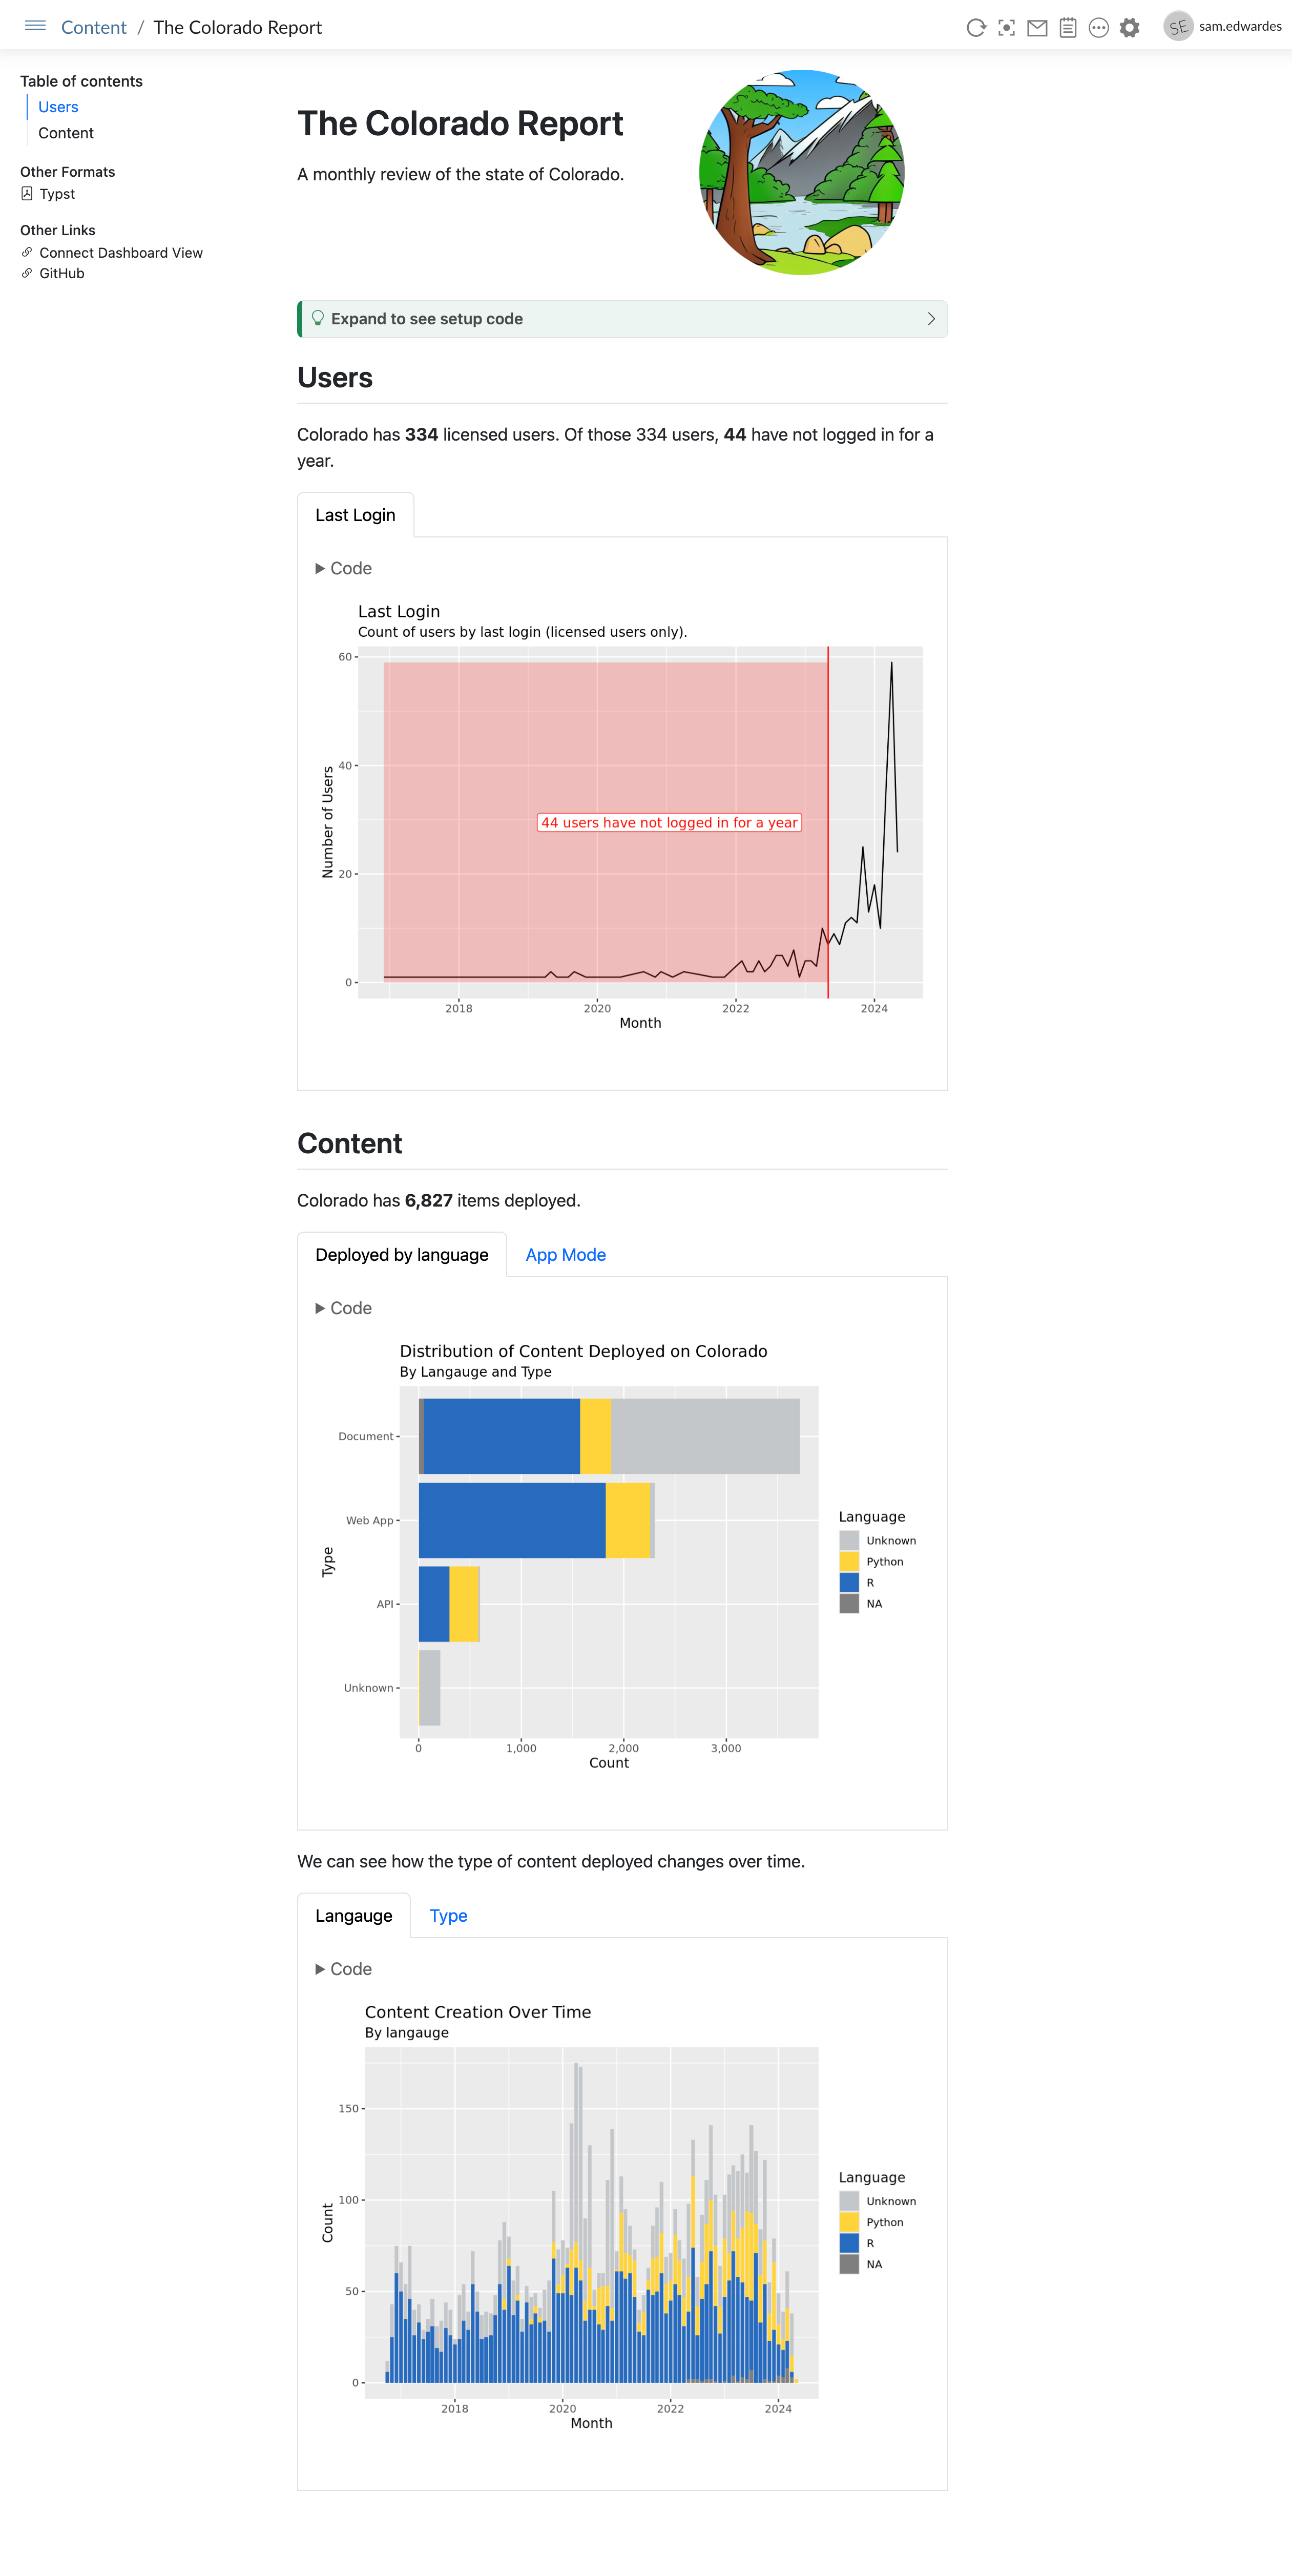 Content / The Colorado Report
SE sam.edwardes
Table of contents
Users
Content
Other Formats
Typst
Other Links
Connect Dashboard View
GitHub
The Colorado Report
A monthly review of the state of Colorado.
Expand to see setup code
Users
Colorado has 334 licensed users. Of those 334 users, 44 have not logged in for a
year.
Last Login
Code
Last Login
Count of users by last login (licensed users only).
60
40
20
0
Number of Users
44 users have not logged in for a year
2018 2020 2022 2024
Month
Content
Colorado has 6,827 items deployed.
Deployed by language App Mode
Code
Distribution of Content Deployed on Colorado
By Langauge and Type
Document
Web App
API
Unknown
Type
0 1,000 2,000 3,000
Count
Language
Unknown
Python
R
NA
We can see how the type of content deployed changes over time.
Langauge Type
Code
Content Creation Over Time
By langauge
150
100
50
0
Count
2018 2020 2022 2024
Month
Language
Unknown
Python
R
NA